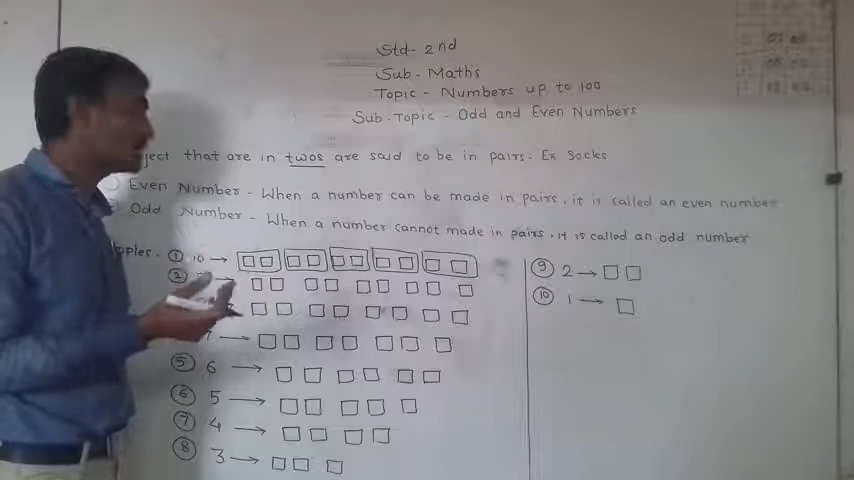 Std- 2nd
Sub- Maths
Topic - Numbers up to 100
Sub-Topic - Odd and Even Numbers
that are in twos are said to be in pairs. Ex Socks
Even Number - When a number can be made in pairs, it is called an even number
Odd Number - When a number cannot made in pairs, it is called an odd number
① 10 →
② →
7 →
⑤ 6 →
⑥ 5 →
⑦ 4 →
⑧ 3 →
⑨ 2 →
⑩ 1 →